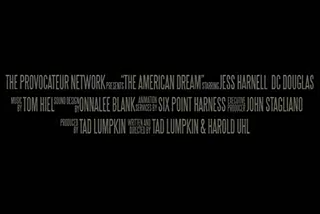 THE PROVOCATEUR NETWORK PRESENTS "THE AMERICAN DREAM" STARRING JESS HARNELL DC DOUGLAS
MUSIC BY TOM HIEL SOUND DESIGN BY ONNALEE BLANK ANIMATION SERVICES BY SIX POINT HARNESS EXECUTIVE PRODUCER JOHN STAGLIANO
PRODUCED BY TAD LUMPKIN WRITTEN AND DIRECTED BY TAD LUMPKIN & HAROLD UHL